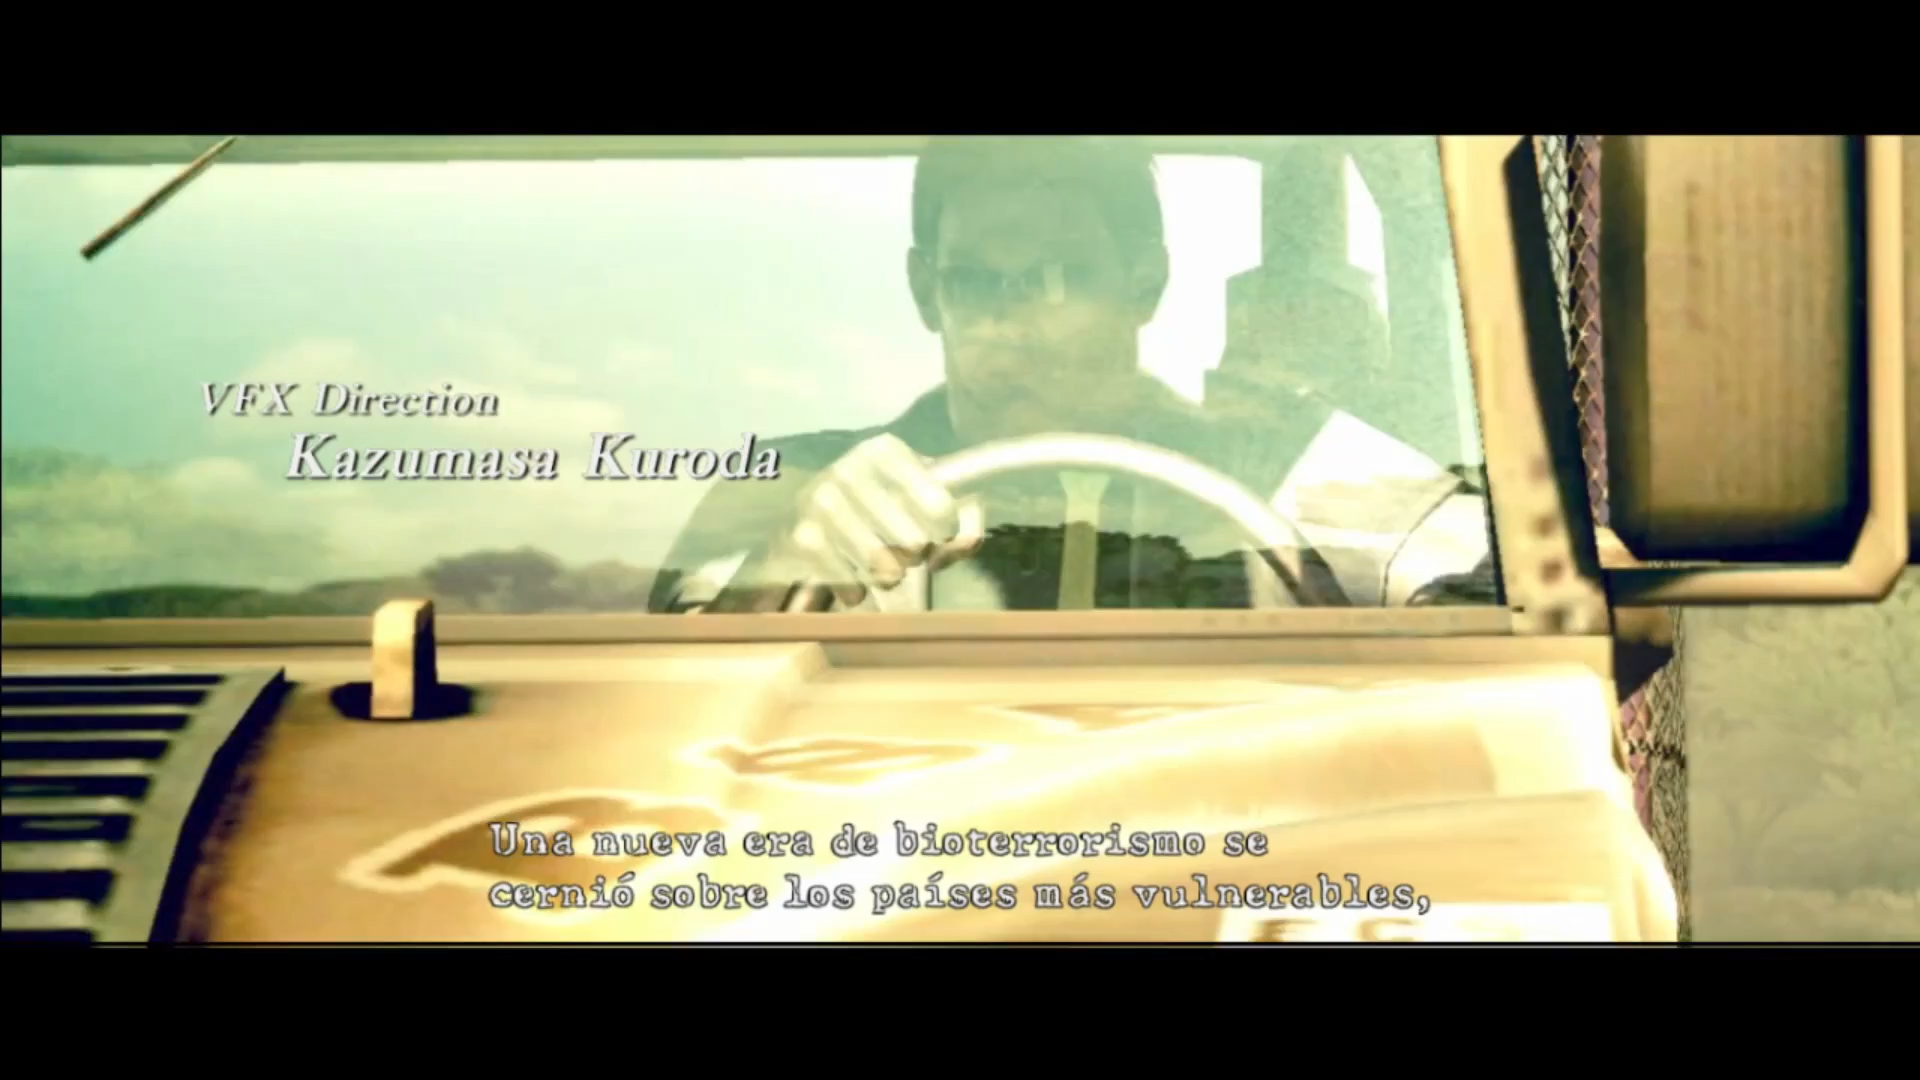 VFX Direction
Kazumasa Kuroda
Una nueva era de bioterrorismo se
cernió sobre los países más vulnerables,